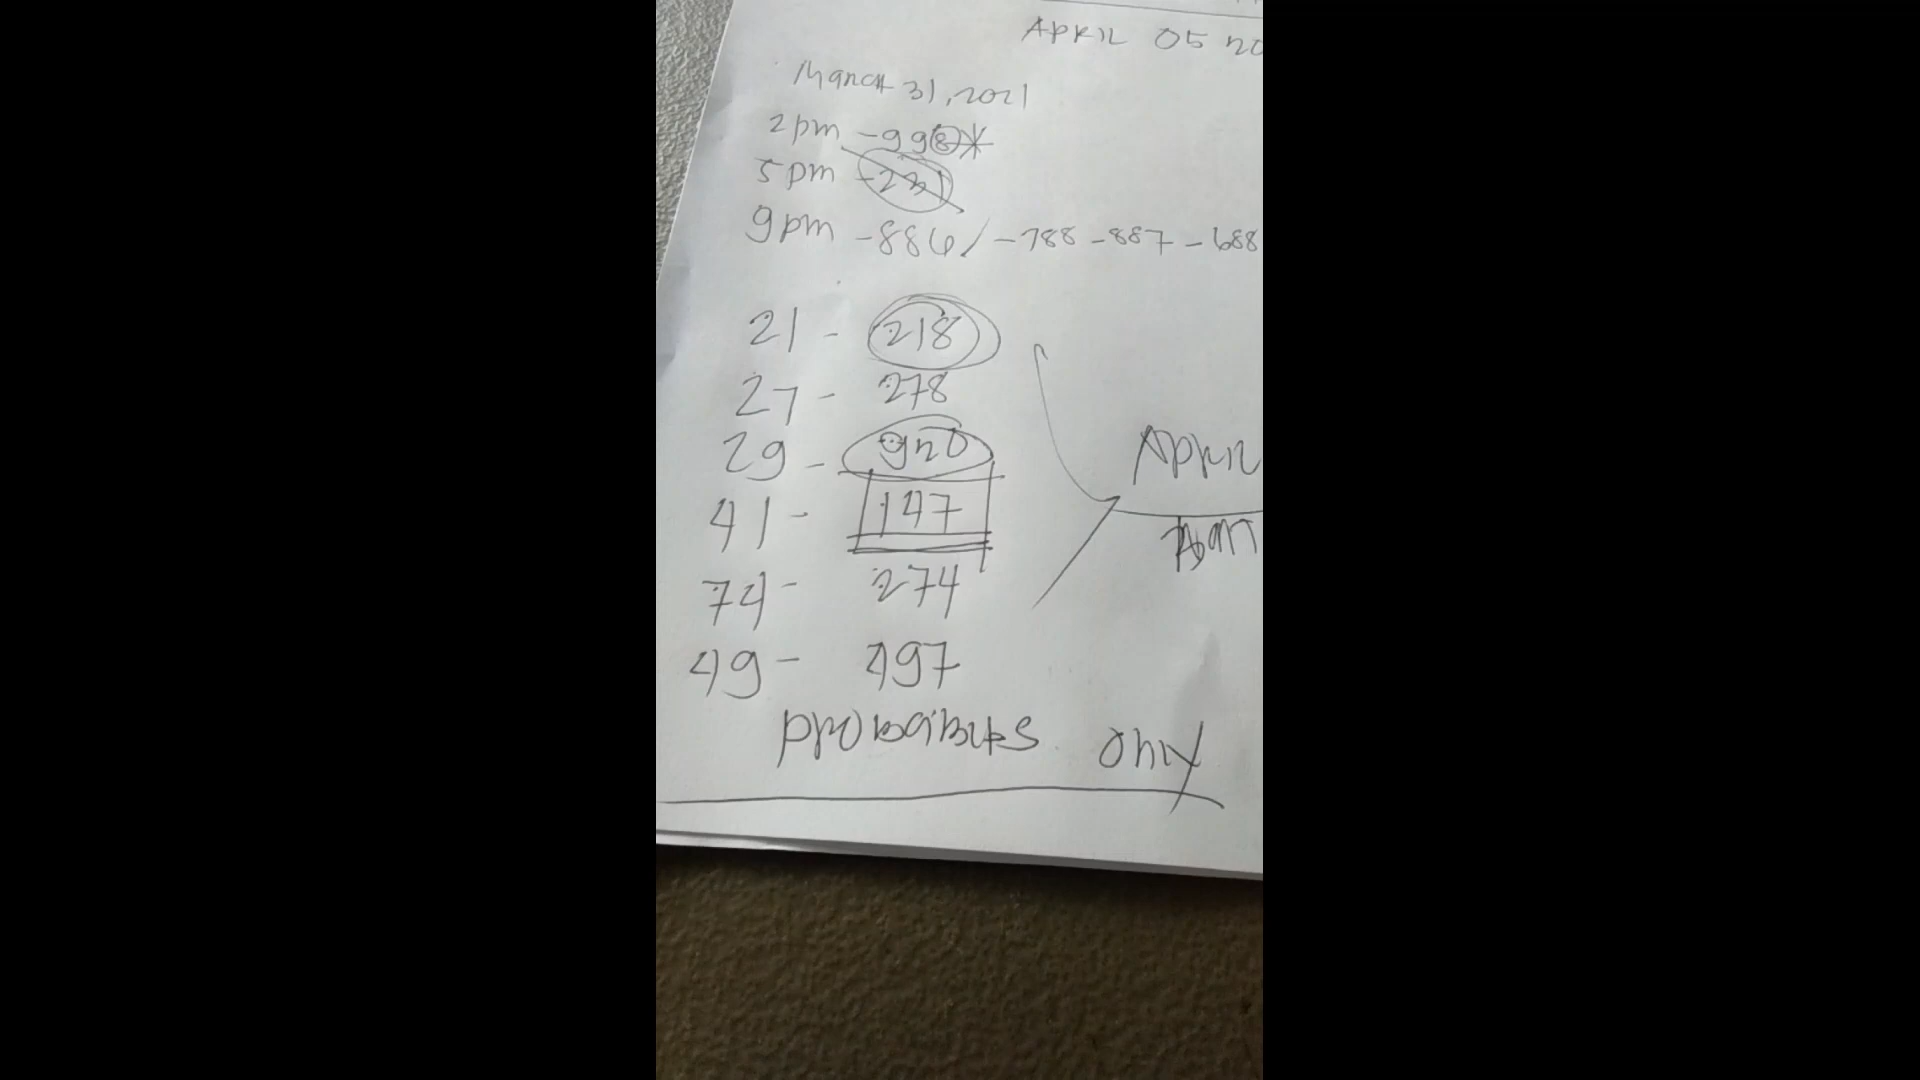 APRIL 05 20
March 31, 2021
2pm - 998*
5pm - 231
9pm - 886/ - 788 - 887 - 688
21 - 218
27 - 278
29 - 920
41 - 147
74 - 274
49 - 497
April
only